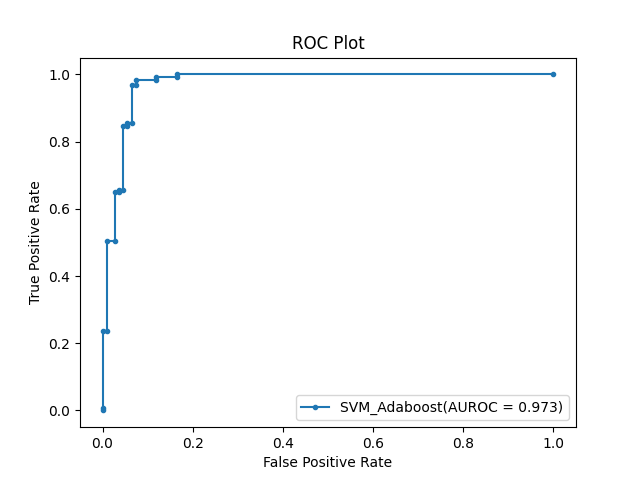 ROC Plot
True Positive Rate
1.0
0.8
0.6
0.4
0.2
0.0
SVM_Adaboost(AUROC = 0.973)
0.0 0.2 0.4 0.6 0.8 1.0
False Positive Rate